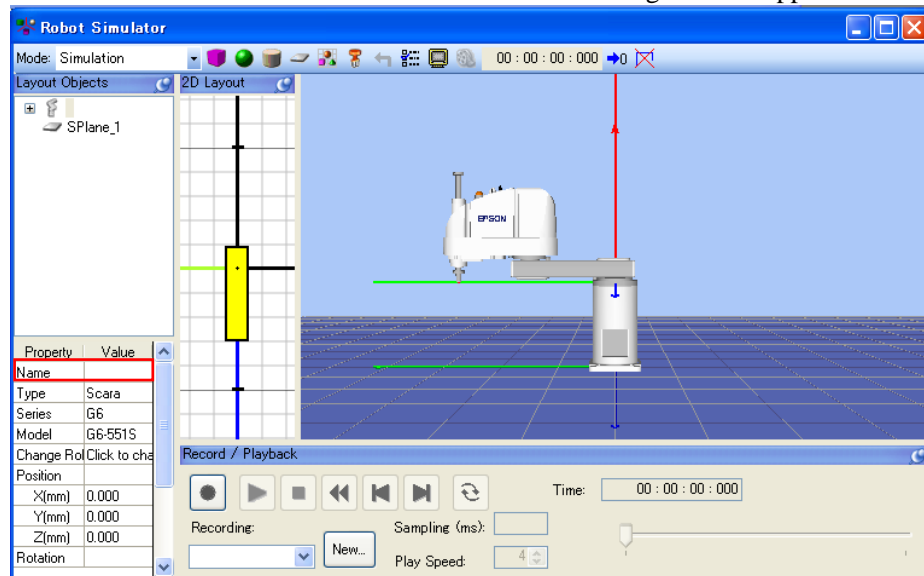 Robot Simulator
Mode: Simulation
00 : 00 : 00 : 000
0
Layout Objects
2D Layout
SPlane_1
EPSON
Property Value
Name
Type Scara
Series G6
Model G6-551S
Change Rol Click to cha
Position
X(mm) 0.000
Y(mm) 0.000
Z(mm) 0.000
Rotation
Record / Playback
Time: 00 : 00 : 00 : 000
Recording:
Sampling (ms):
New...
Play Speed: 4